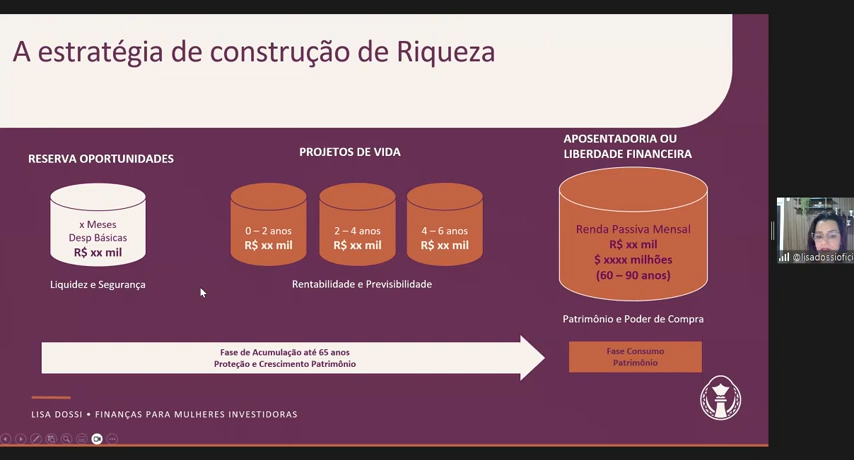 A estratégia de construção de Riqueza
RESERVA OPORTUNIDADES
x Meses
Desp Básicas
R$ xx mil
Liquidez e Segurança
PROJETOS DE VIDA
0 – 2 anos
R$ xx mil
2 – 4 anos
R$ xx mil
4 – 6 anos
R$ xx mil
Rentabilidade e Previsibilidade
APOSENTADORIA OU
LIBERDADE FINANCEIRA
Renda Passiva Mensal
R$ xx mil
$ xxxx milhões
(60 – 90 anos)
Patrimônio e Poder de Compra
Fase de Acumulação até 65 anos
Proteção e Crescimento Patrimônio
Fase Consumo
Patrimônio
LISA DOSSI • FINANÇAS PARA MULHERES INVESTIDORAS
@lisadossiofici